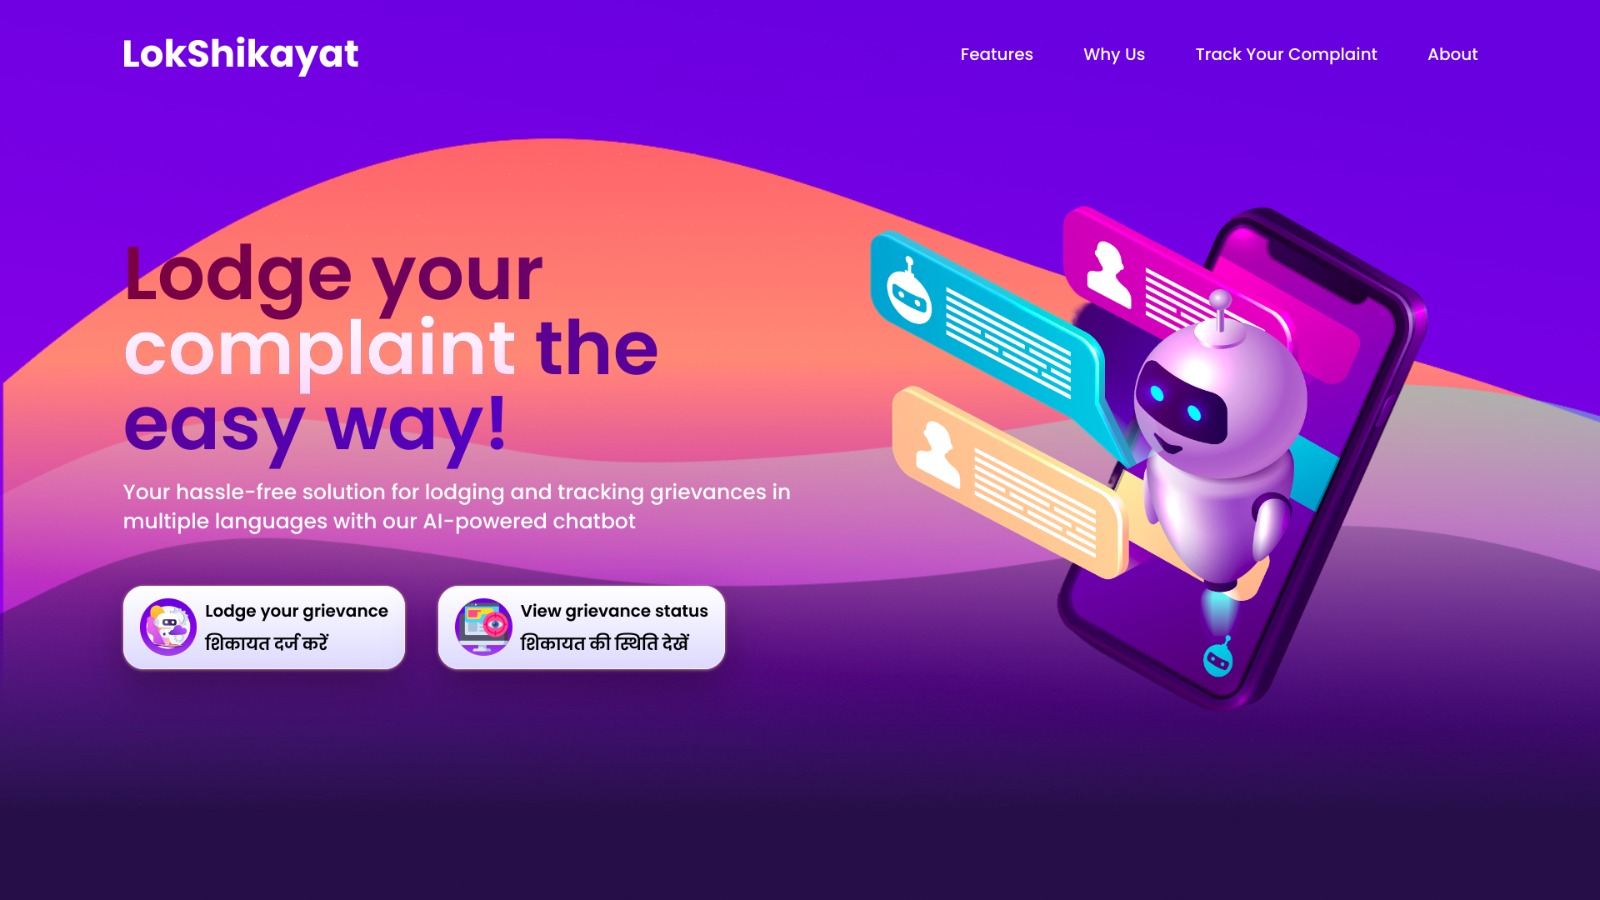 LokShikayat
Features
Why Us
Track Your Complaint
About
Lodge your
complaint the
easy way!
Your hassle-free solution for lodging and tracking grievances in
multiple languages with our AI-powered chatbot
Lodge your grievance
शिकायत दर्ज करें
View grievance status
शिकायत की स्थिति देखें